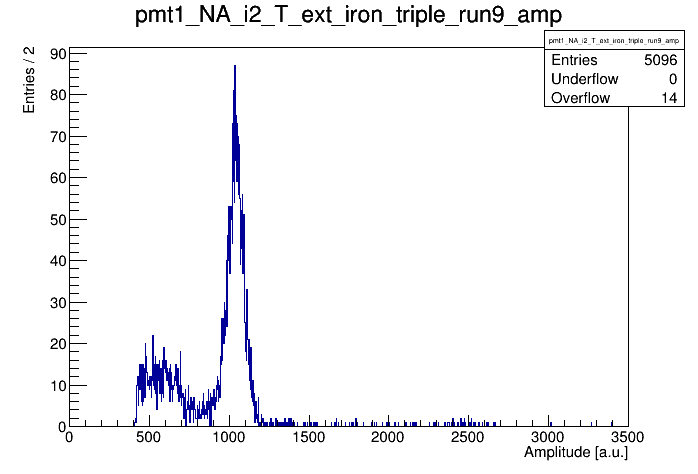 pmt1_NA_i2_T_ext_iron_triple_run9_amp
pmt1_NA_i2_T_ext_iron_triple_run9_amp
Entries 5096
Underflow 0
Overflow 14
Entries / 2
90
80
70
60
50
40
30
20
10
0
0 500 1000 1500 2000 2500 3000 3500
Amplitude [a.u.]